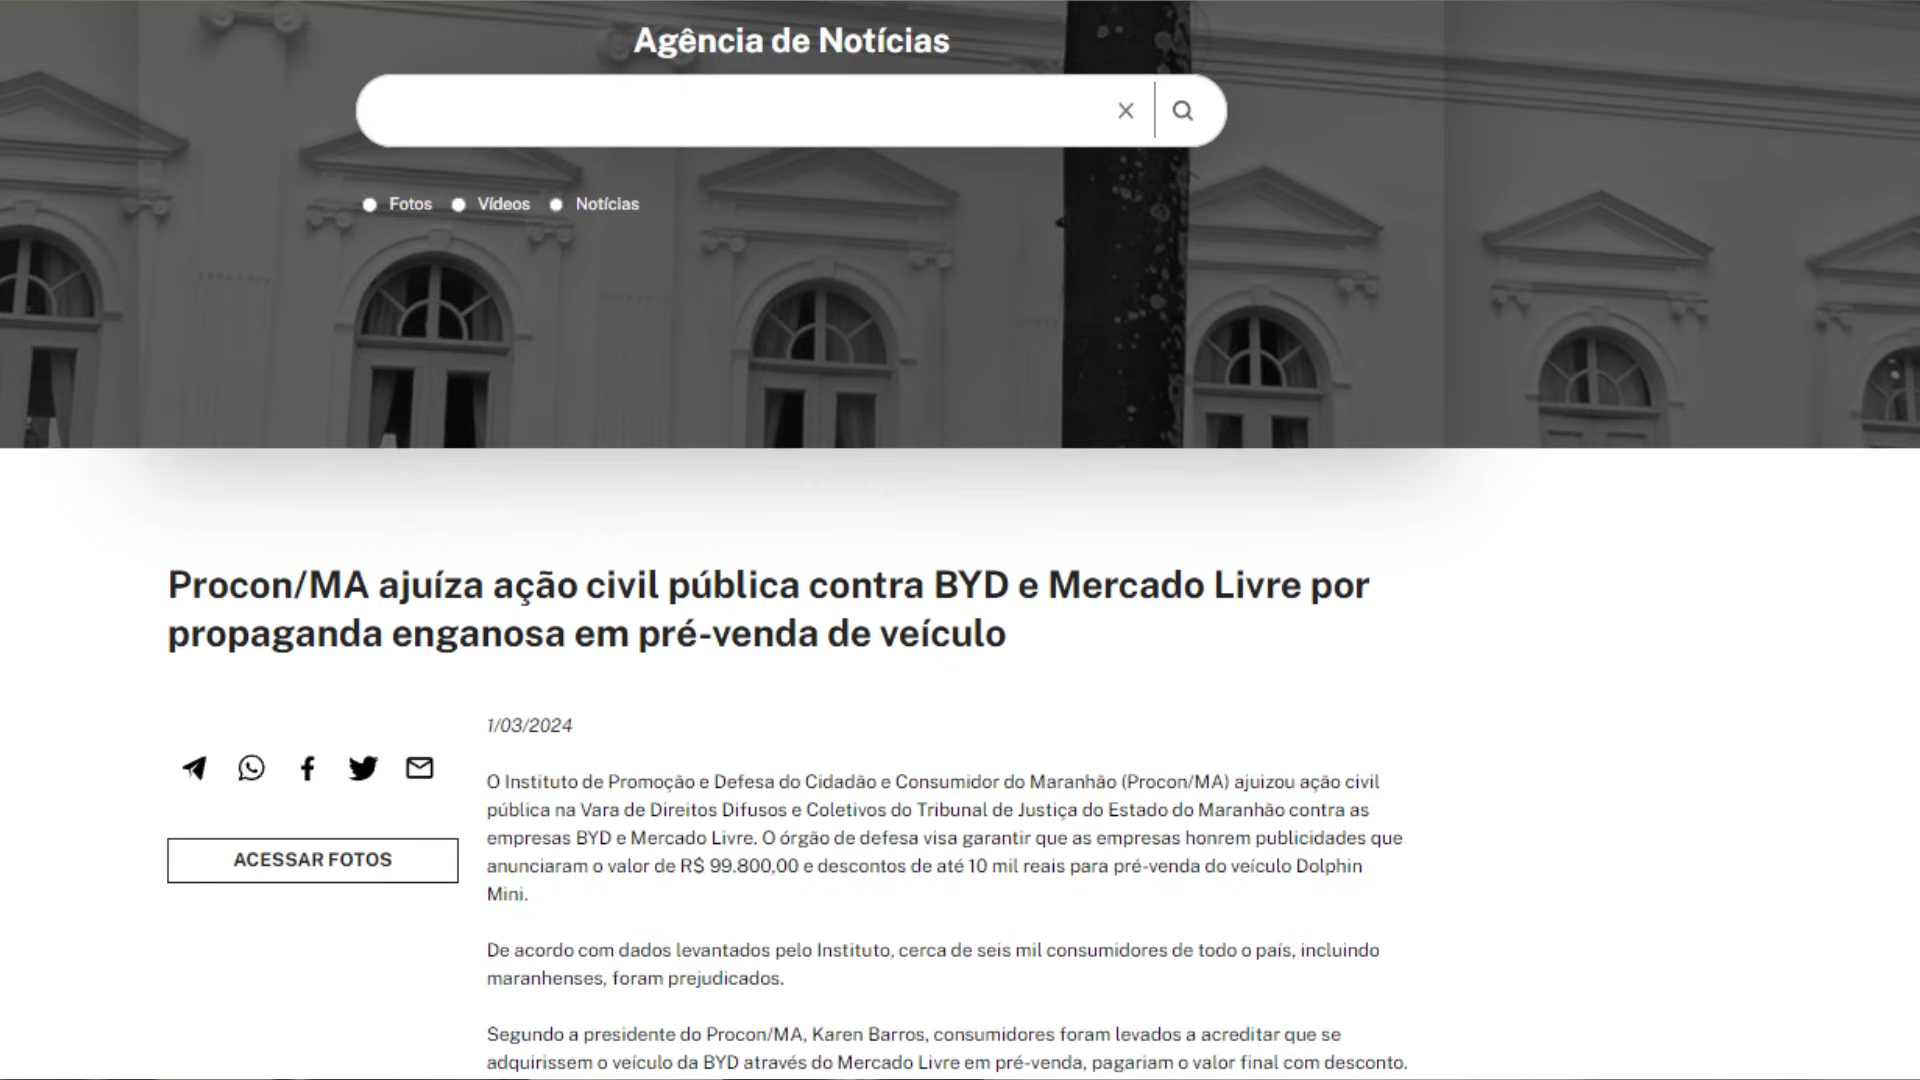 Agência de Notícias
Fotos Vídeos Notícias
Procon/MA ajuíza ação civil pública contra BYD e Mercado Livre por
propaganda enganosa em pré-venda de veículo
1/03/2024
O Instituto de Promoção e Defesa do Cidadão e Consumidor do Maranhão (Procon/MA) ajuizou ação civil
pública na Vara de Direitos Difusos e Coletivos do Tribunal de Justiça do Estado do Maranhão contra as
empresas BYD e Mercado Livre. O órgão de defesa visa garantir que as empresas honrem publicidades que
anunciaram o valor de R$ 99.800,00 e descontos de até 10 mil reais para pré-venda do veículo Dolphin
Mini.
ACESSAR FOTOS
De acordo com dados levantados pelo Instituto, cerca de seis mil consumidores de todo o país, incluindo
maranhenses, foram prejudicados.
Segundo a presidente do Procon/MA, Karen Barros, consumidores foram levados a acreditar que se
adquirissem o veículo da BYD através do Mercado Livre em pré-venda, pagariam o valor final com desconto.